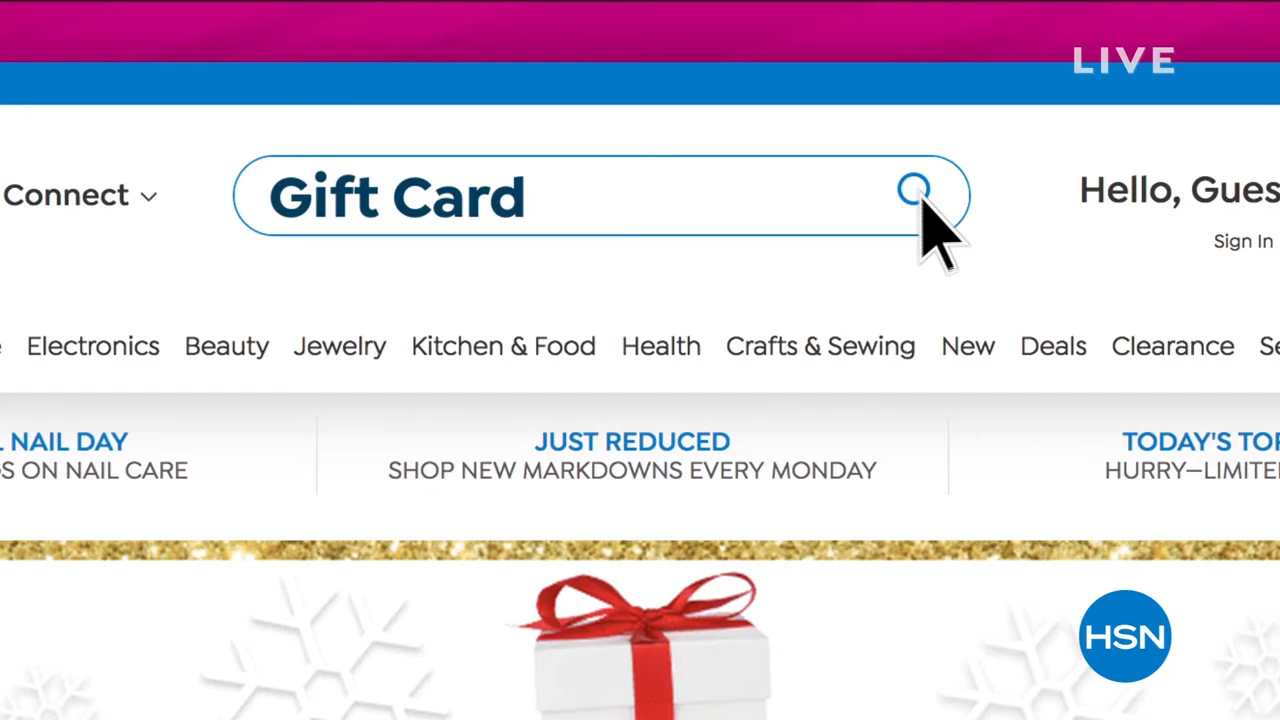 LIVE
Connect
Gift Card
Hello, Gues
Sign In
Electronics Beauty Jewelry Kitchen & Food Health Crafts & Sewing New Deals Clearance Se
NAIL DAY
S ON NAIL CARE
JUST REDUCED
SHOP NEW MARKDOWNS EVERY MONDAY
TODAY'S TOP
HURRY—LIMITE
HSN